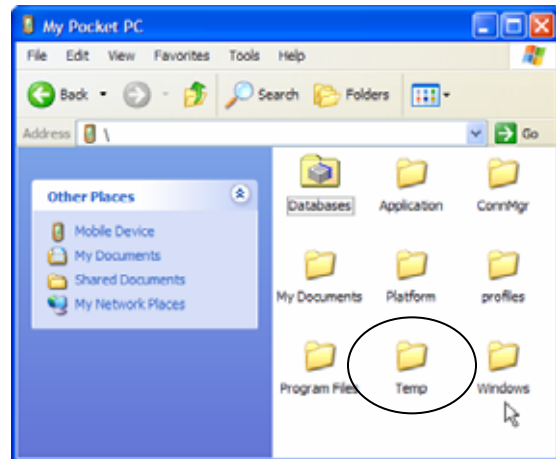 My Pocket PC
File Edit View Favorites Tools Help
Back Search Folders
Address \ Go
Other Places
Mobile Device
My Documents
Shared Documents
My Network Places
Databases Application ConnMgr
My Documents Platform profiles
Program Files Temp Windows